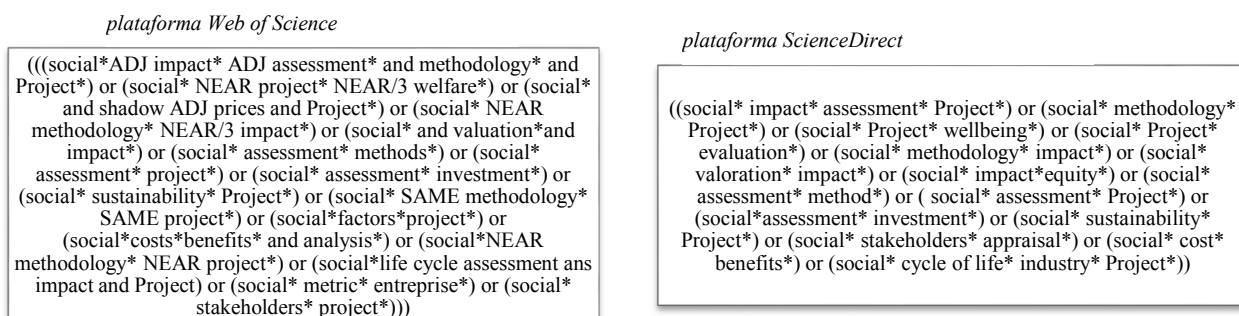 plataforma Web of Science
(((social*ADJ impact* ADJ assessment* and methodology* and
Project*) or (social* NEAR project* NEAR/3 welfare*) or (social*
and shadow ADJ prices and Project*) or (social* NEAR
methodology* NEAR/3 impact*) or (social* and valuation*and
impact*) or (social* assessment* methods*) or (social*
assessment* project*) or (social* assessment* investment*) or
(social* sustainability* Project*) or (social* SAME methodology*
SAME project*) or (social*factors*project*) or
(social*costs*benefits* and analysis*) or (social*NEAR
methodology* NEAR project*) or (social*life cycle assessment ans
impact and Project) or (social* metric* entreprise*) or (social*
stakeholders* project*)))
plataforma ScienceDirect
((social* impact* assessment* Project*) or (social* methodology*
Project*) or (social* Project* wellbeing*) or (social* Project*
evaluation*) or (social* methodology* impact*) or (social*
valoration* impact*) or (social* impact*equity*) or (social*
assessment* method*) or ( social* assessment* Project*) or
(social*assessment* investment*) or (social* sustainability*
Project*) or (social* stakeholders* appraisal*) or (social* cost*
benefits*) or (social* cycle of life* industry* Project*))